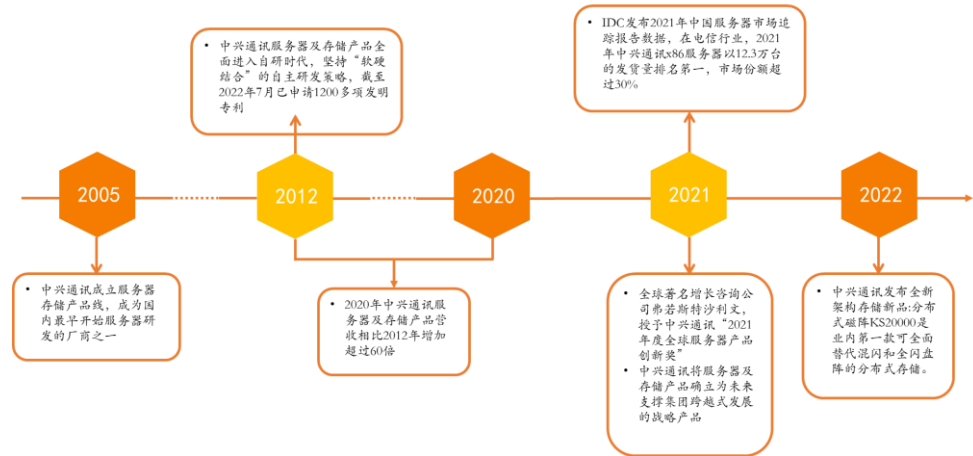 • 中兴通讯服务器及存储产品全
面进入自研时代，坚持“软硬
结合”的自主研发策略，截至
2022年7月已申请1200多项发明
专利
• IDC发布2021年中国服务器市场追
踪报告数据，在电信行业，2021
年中兴通讯x86服务器以12.3万台
的发货量排名第一，市场份额超
过30%
2005
2012
2020
2021
2022
• 中兴通讯成立服务器
存储产品线，成为国
内最早开始服务器研
发的厂商之一
• 2020年中兴通讯服
务器及存储产品营
收相比2012年增加
超过60倍
• 全球著名增长咨询公
司弗若斯特沙利文，
授予中兴通讯“2021
年度全球服务器产品
创新奖”
• 中兴通讯将服务器及
存储产品确立为未来
支撑集团跨越式发展
的战略产品
• 中兴通讯发布全新
架构存储新品:分布
式磁阵KS20000是
业内第一款可全面
替代混闪和全闪盘
阵的分布式存储。